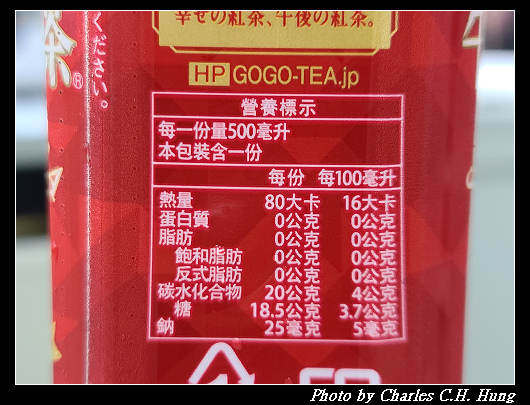 幸せの紅茶、午後の紅茶。
茶®
ください。
HP GOGO-TEA.jp
營養標示
每一份量500毫升
本包裝含一份
每份 每100毫升
熱量 80大卡 16大卡
蛋白質 0公克 0公克
脂肪 0公克 0公克
飽和脂肪 0公克 0公克
反式脂肪 0公克 0公克
碳水化合物 20公克 4公克
糖 18.5公克 3.7公克
鈉 25毫克 5毫克
Photo by Charles C.H. Hung